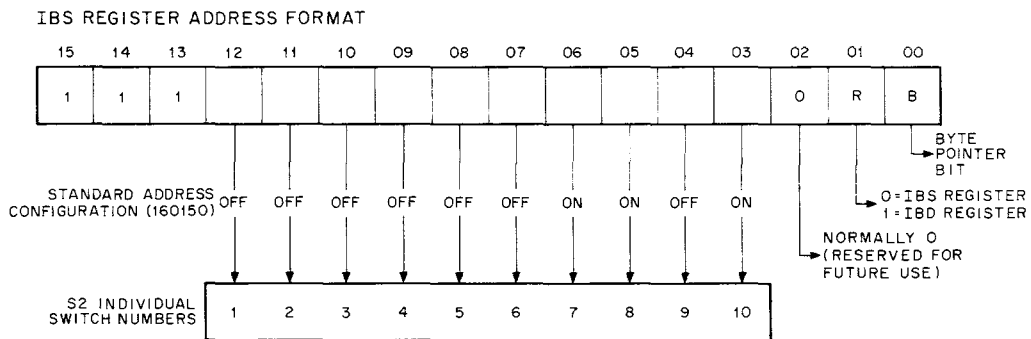 IBS REGISTER ADDRESS FORMAT
15 14 13 12 11 10 09 08 07 06 05 04 03 02 01 00
1 1 1 O R B
BYTE
POINTER
BIT
STANDARD ADDRESS
CONFIGURATION (160150)
OFF OFF OFF OFF OFF OFF ON ON OFF ON
0=IBS REGISTER
1=IBD REGISTER
NORMALLY 0
(RESERVED FOR
FUTURE USE)
S2 INDIVIDUAL
SWITCH NUMBERS
1 2 3 4 5 6 7 8 9 10